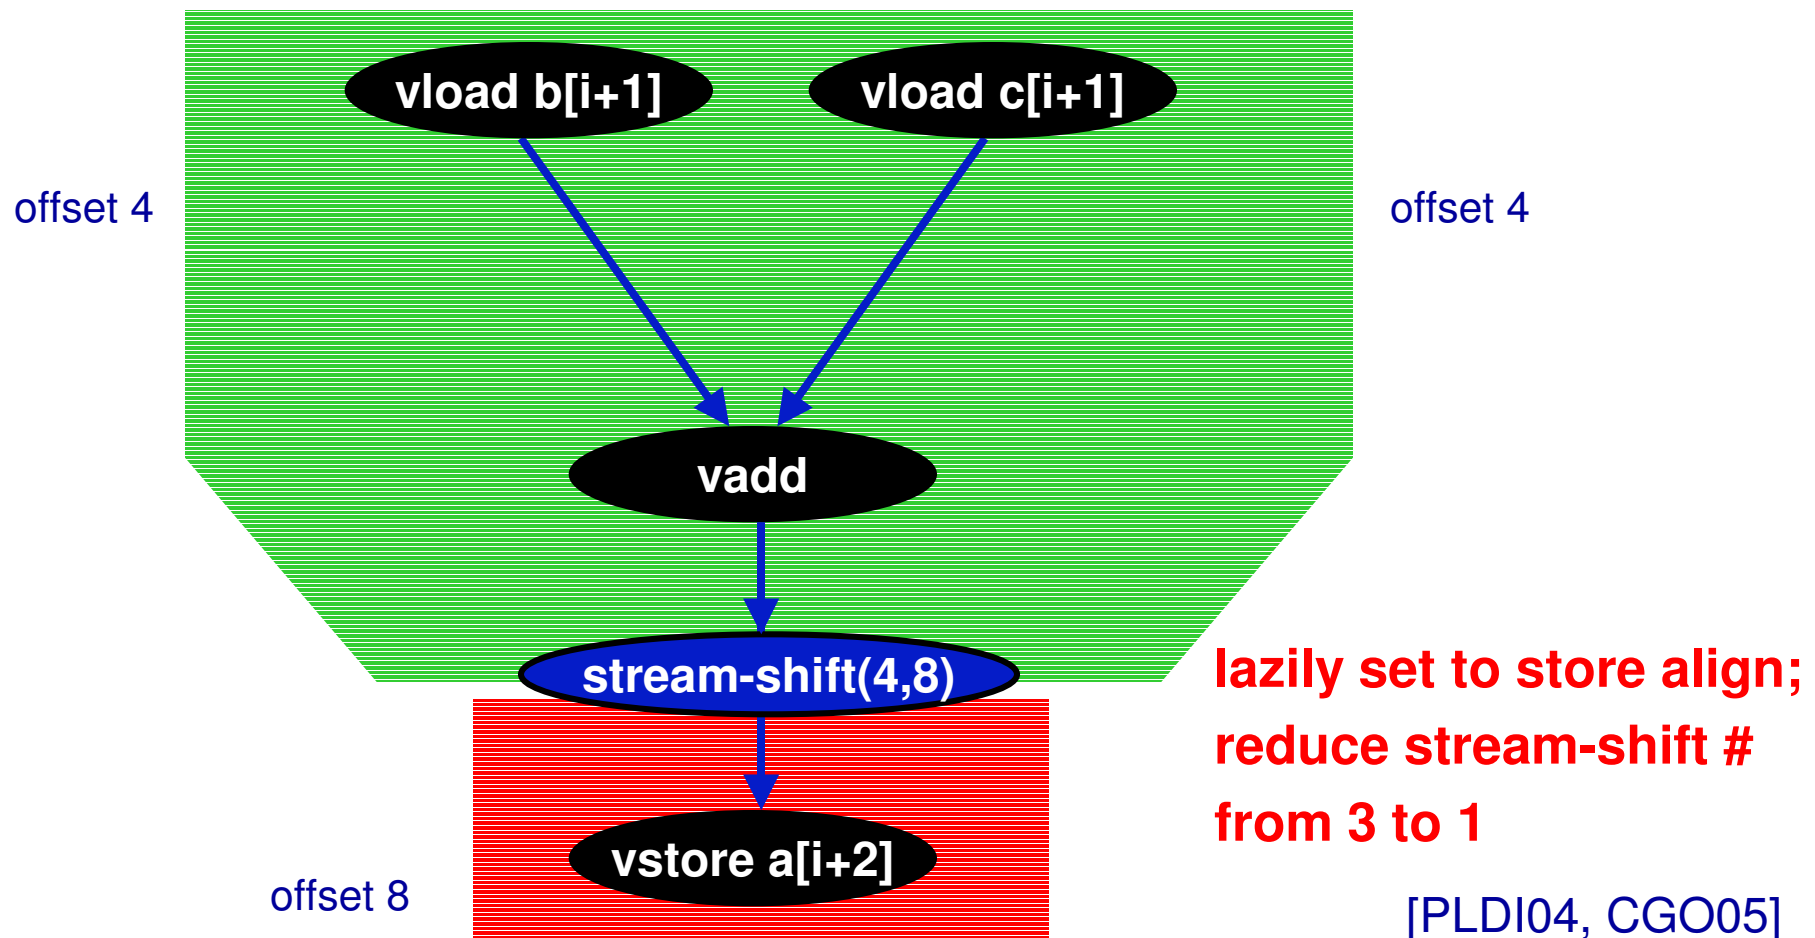 vload b[i+1]
vload c[i+1]
offset 4
offset 4
vadd
stream-shift(4,8)
lazily set to store align;
reduce stream-shift #
from 3 to 1
vstore a[i+2]
offset 8
[PLDI04, CGO05]